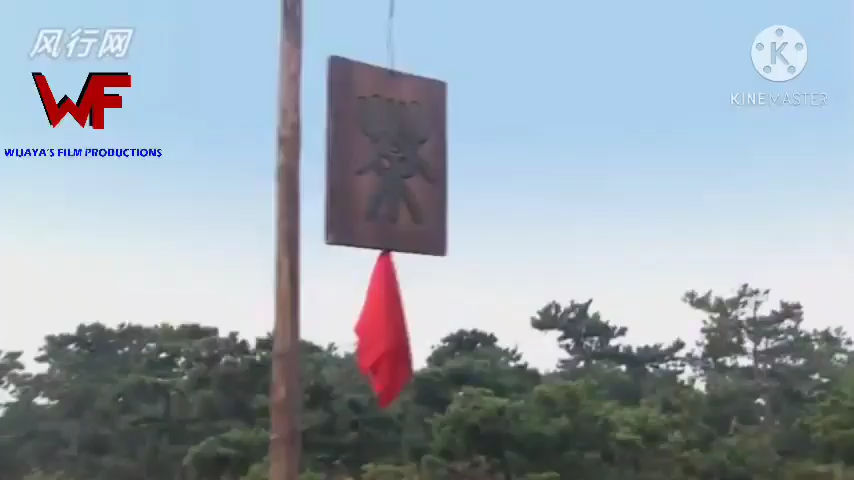 风行网
WF
WIJAYA'S FILM PRODUCTIONS
K
KINEMASTER